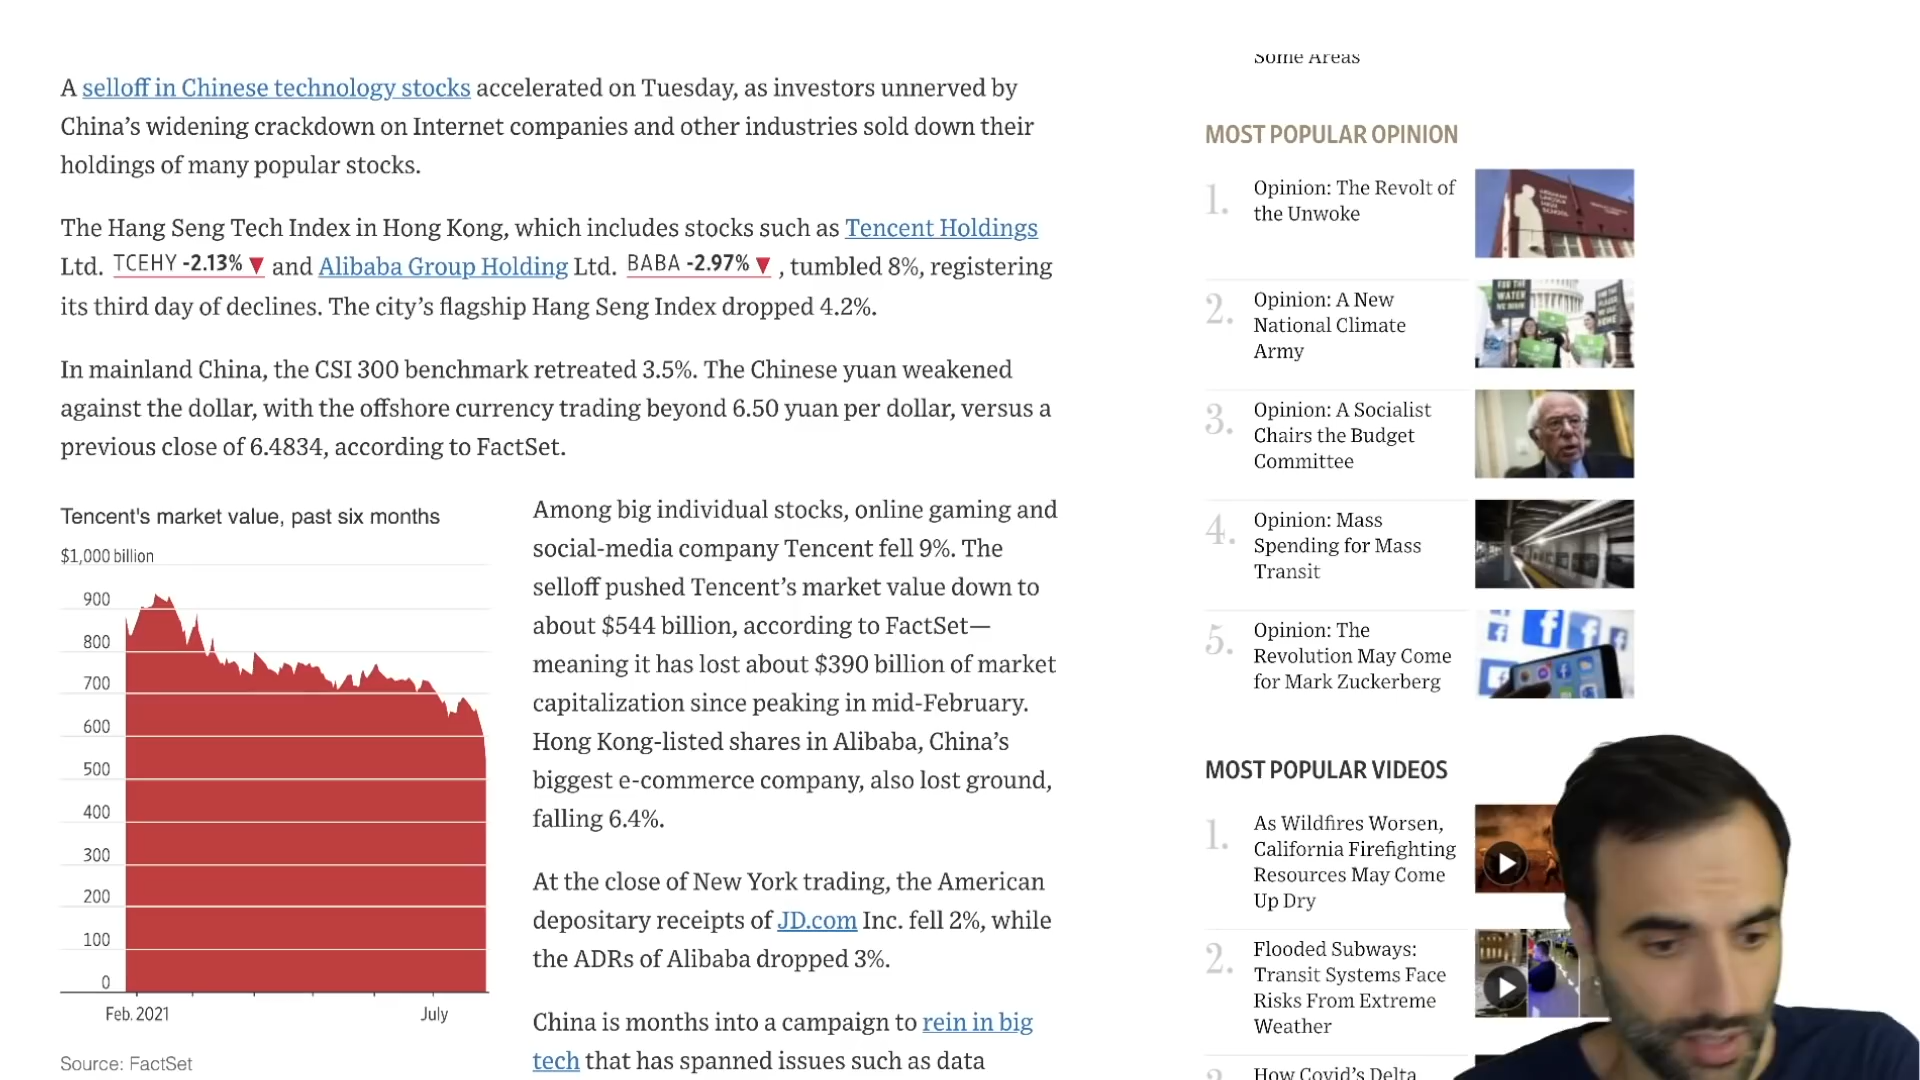 A selloff in Chinese technology stocks accelerated on Tuesday, as investors unnerved by
China’s widening crackdown on Internet companies and other industries sold down their
holdings of many popular stocks.
The Hang Seng Tech Index in Hong Kong, which includes stocks such as Tencent Holdings
Ltd. TCEHY -2.13% ▼ and Alibaba Group Holding Ltd. BABA -2.97% ▼ , tumbled 8%, registering
its third day of declines. The city’s flagship Hang Seng Index dropped 4.2%.
In mainland China, the CSI 300 benchmark retreated 3.5%. The Chinese yuan weakened
against the dollar, with the offshore currency trading beyond 6.50 yuan per dollar, versus a
previous close of 6.4834, according to FactSet.
Tencent's market value, past six months
$1,000 billion
900
800
700
600
500
400
300
200
100
0
Feb. 2021
July
Source: FactSet
Among big individual stocks, online gaming and
social-media company Tencent fell 9%. The
selloff pushed Tencent’s market value down to
about $544 billion, according to FactSet—
meaning it has lost about $390 billion of market
capitalization since peaking in mid-February.
Hong Kong-listed shares in Alibaba, China’s
biggest e-commerce company, also lost ground,
falling 6.4%.
At the close of New York trading, the American
depositary receipts of JD.com Inc. fell 2%, while
the ADRs of Alibaba dropped 3%.
China is months into a campaign to rein in big
tech that has spanned issues such as data
Some Areas
MOST POPULAR OPINION
1.
Opinion: The Revolt of
the Unwoke
2.
Opinion: A New
National Climate
Army
3.
Opinion: A Socialist
Chairs the Budget
Committee
4.
Opinion: Mass
Spending for Mass
Transit
5.
Opinion: The
Revolution May Come
for Mark Zuckerberg
MOST POPULAR VIDEOS
1.
As Wildfires Worsen,
California Firefighting
Resources May Come
Up Dry
2.
Flooded Subways:
Transit Systems Face
Risks From Extreme
Weather
How Covid’s Delta